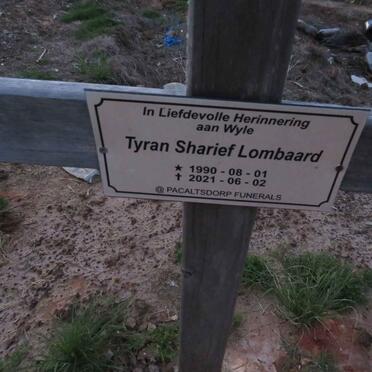 In Liefdevolle Herinnering
aan Wyle
Tyran Sharief Lombaard
★ 1990 - 08 - 01
✝ 2021 - 06 - 02
@ PACALTSDORP FUNERALS